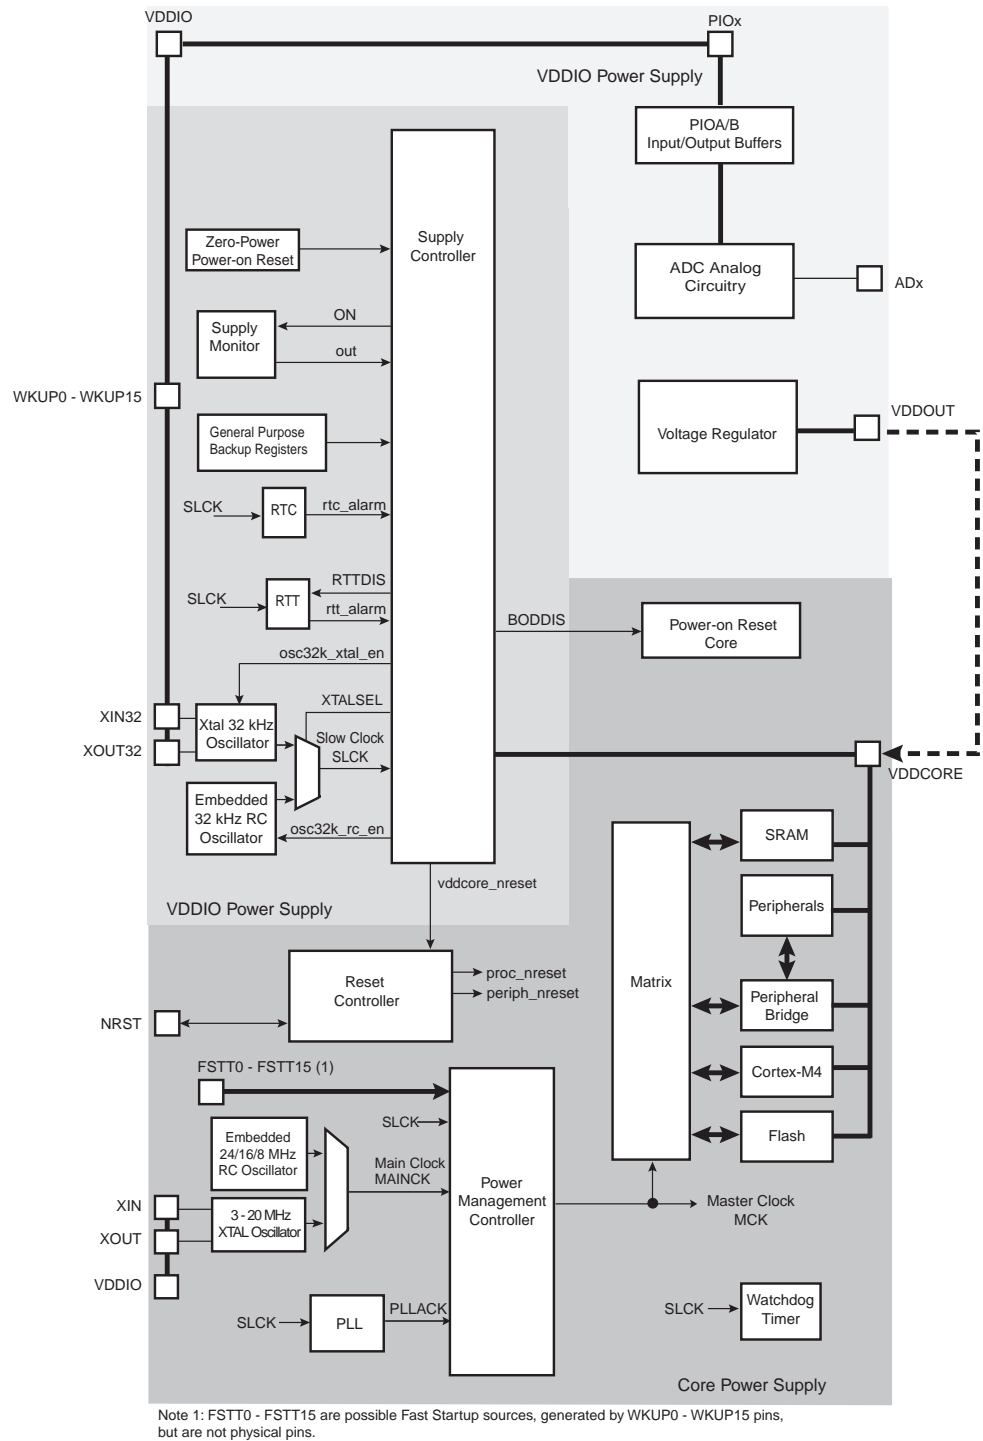 VDDIO
PIOx
VDDIO Power Supply
PIOA/B
Input/Output Buffers
Supply
Controller
Zero-Power
Power-on Reset
ADC Analog
Circuitry
ADx
ON
Supply
Monitor
out
WKUP0 - WKUP15
VDDOUT
Voltage Regulator
General Purpose
Backup Registers
SLCK
RTC
rtc_alarm
RTTDIS
SLCK
RTT
rtt_alarm
BODDIS
Power-on Reset
Core
osc32k_xtal_en
XTALSEL
XIN32
Xtal 32 kHz
Oscillator
XOUT32
Slow Clock
SLCK
VDDCORE
Embedded
32 kHz RC
Oscillator
osc32k_rc_en
SRAM
vddcore_nreset
VDDIO Power Supply
Peripherals
Reset
Controller
proc_nreset
periph_nreset
Matrix
Peripheral
Bridge
NRST
FSTT0 - FSTT15 (1)
Cortex-M4
SLCK
Flash
Embedded
24/16/8 MHz
RC Oscillator
Main Clock
MAINCK
Power
Management
Controller
XIN
3 - 20 MHz
XTAL Oscillator
XOUT
Master Clock
MCK
VDDIO
SLCK
PLL
PLLACK
SLCK
Watchdog
Timer
Core Power Supply
Note 1: FSTT0 - FSTT15 are possible Fast Startup sources, generated by WKUP0 - WKUP15 pins,
but are not physical pins.